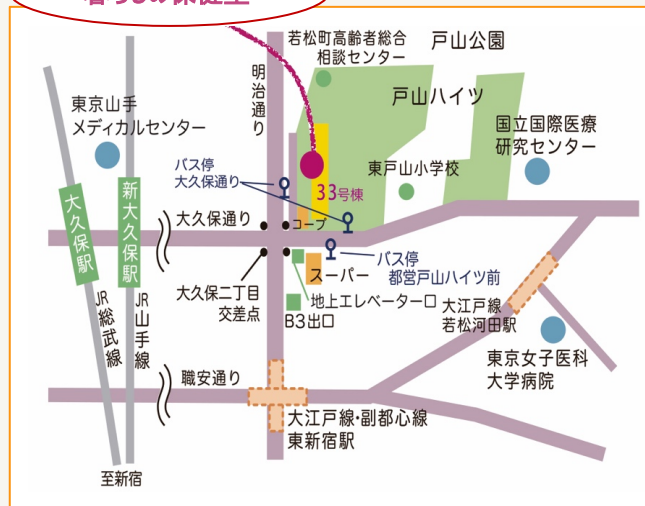 暮らしの保健室
若松町高齢者総合
相談センター
戸山公園
明治通り
戸山ハイツ
東京山手
メディカルセンター
国立国際医療
研究センター
バス停
大久保通り
東戸山小学校
33号棟
大久保駅
新大久保駅
大久保通り
コープ
バス停
都営戸山ハイツ前
スーパー
大久保二丁目
交差点
地上エレベーター口
B3出口
大江戸線
若松河田駅
JR総武線
JR山手線
東京女子医科
大学病院
職安通り
大江戸線・副都心線
東新宿駅
至新宿